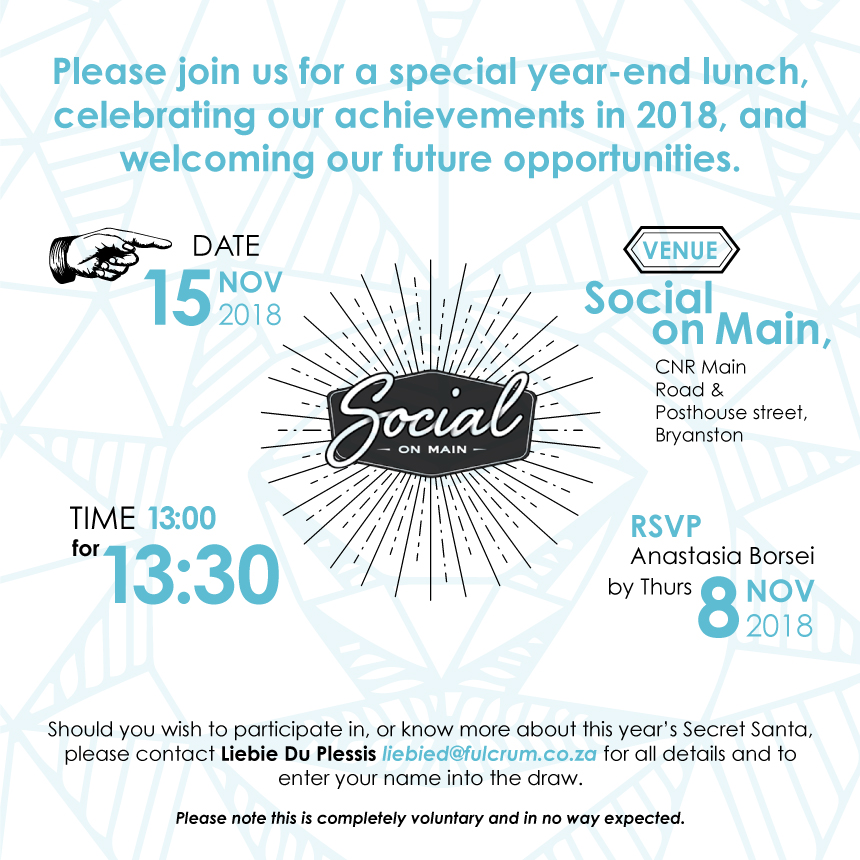 Please join us for a special year-end lunch,
celebrating our achievements in 2018, and
welcoming our future opportunities.
DATE
15 NOV
2018
VENUE
Social
on Main,
CNR Main
Road &
Posthouse street,
Bryanston
Social
ON MAIN
TIME 13:00
for
13:30
RSVP
Anastasia Borsei
by Thurs 8 NOV
2018
Should you wish to participate in, or know more about this year's Secret Santa,
please contact Liebie Du Plessis liebied@fulcrum.co.za for all details and to
enter your name into the draw.
Please note this is completely voluntary and in no way expected.